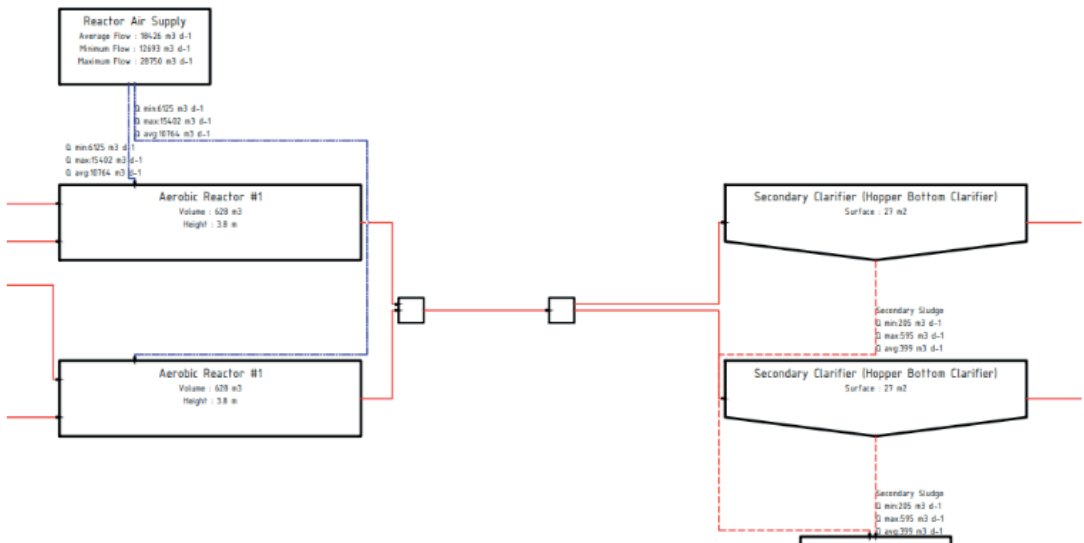 Reactor Air Supply
Average Flow : 18426 m3 d-1
Minimum Flow : 12693 m3 d-1
Maximum Flow : 28750 m3 d-1
Q min:6125 m3 d-1
Q max:15402 m3 d-1
Q avg:10764 m3 d-1
Q min:6125 m3 d-1
Q max:15402 m3 d-1
Q avg:10764 m3 d-1
Aerobic Reactor #1
Volume : 628 m3
Height : 3.8 m
Secondary Clarifier (Hopper Bottom Clarifier)
Surface : 27 m2
Secondary Sludge
Q min:205 m3 d-1
Q max:595 m3 d-1
Q avg:399 m3 d-1
Aerobic Reactor #1
Volume : 628 m3
Height : 3.8 m
Secondary Clarifier (Hopper Bottom Clarifier)
Surface : 27 m2
Secondary Sludge
Q min:205 m3 d-1
Q max:595 m3 d-1
Q avg:399 m3 d-1